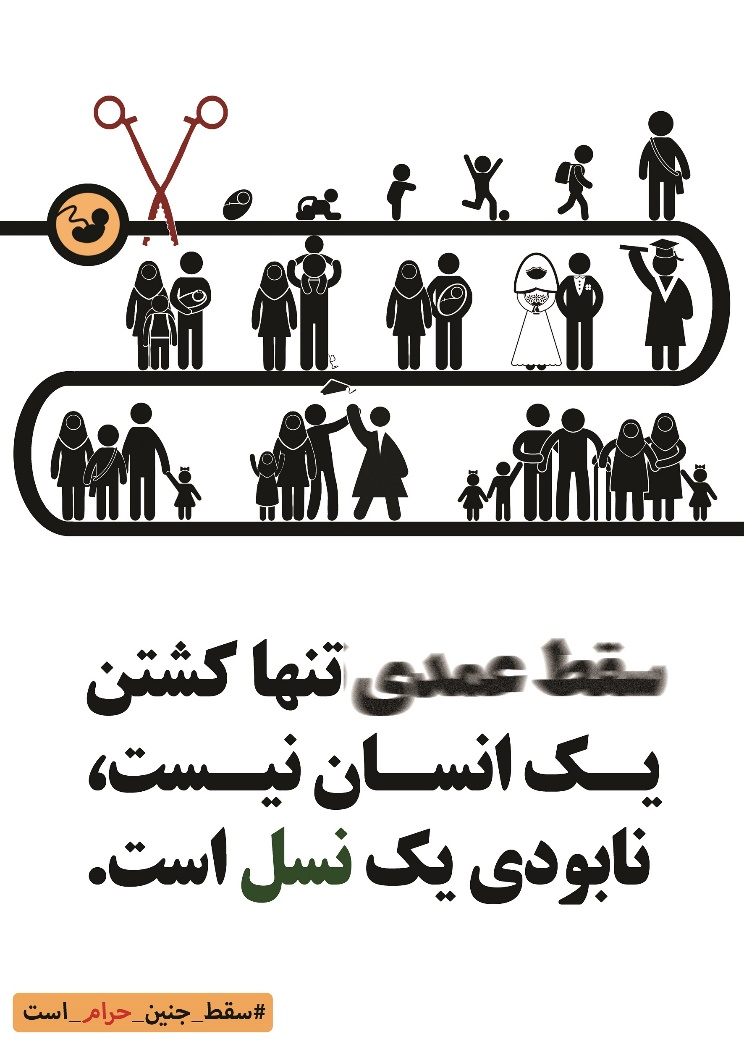 سقط عمدی تنها کشتن
یک انسان نیست،
نابودی یک نسل است.
#سقط_جنین_حرام_است